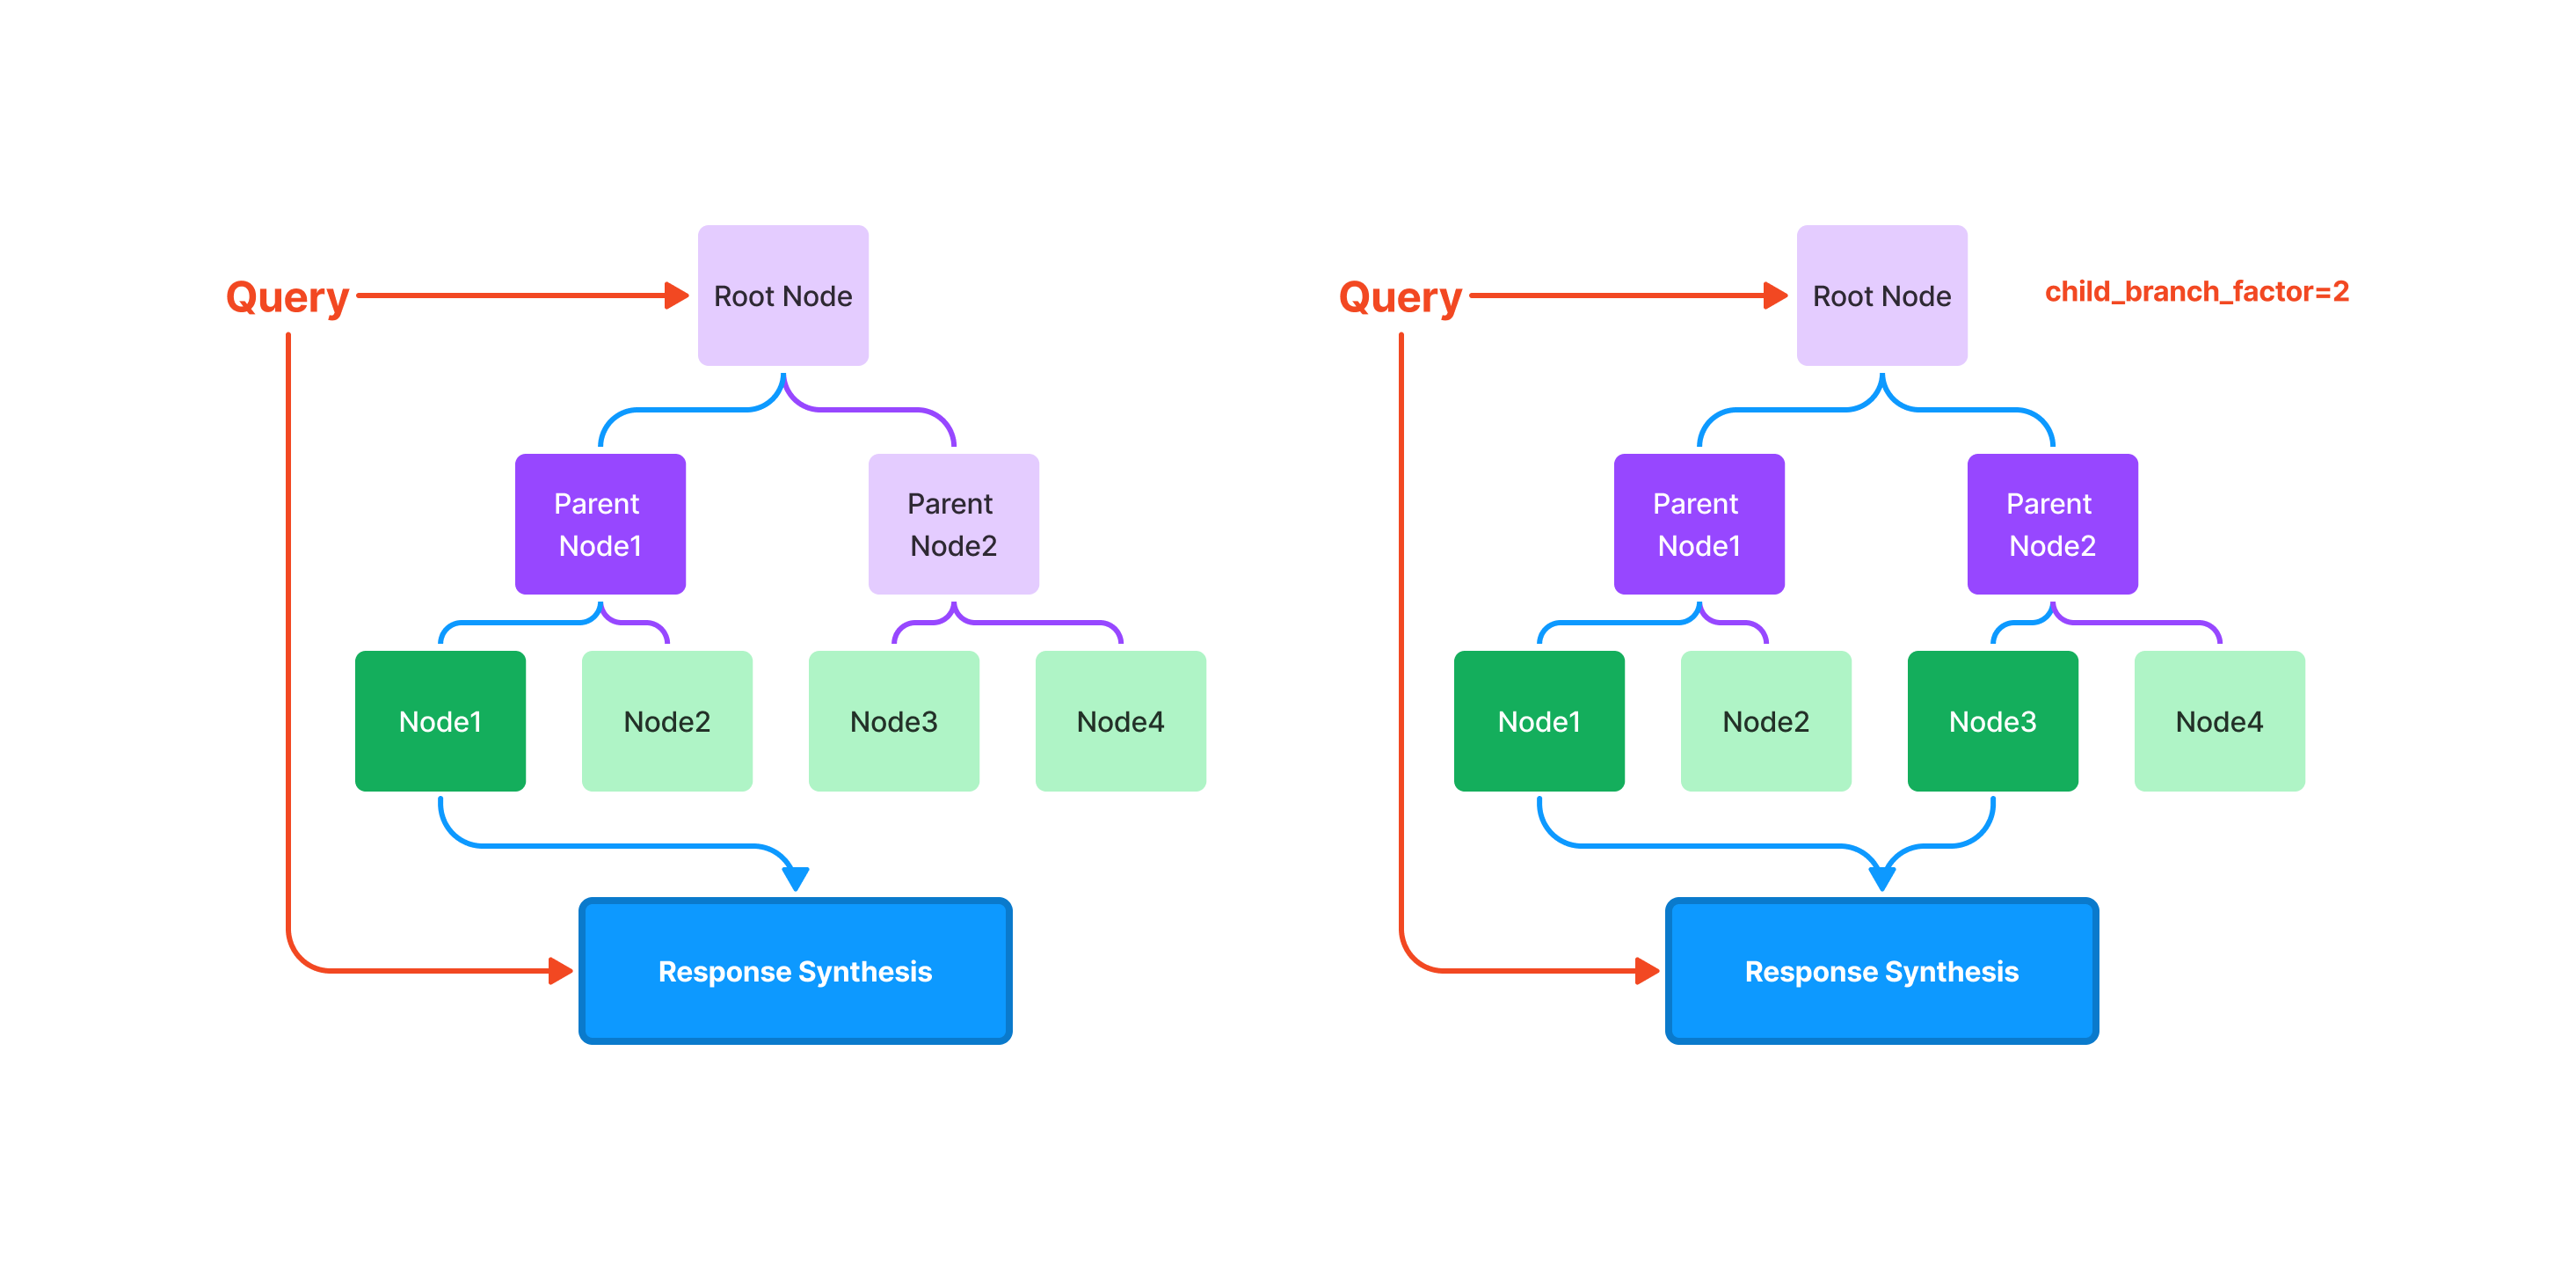 Query
Root Node
Parent
Node1
Parent
Node2
Node1
Node2
Node3
Node4
Response Synthesis
Query
Root Node
child_branch_factor=2
Parent
Node1
Parent
Node2
Node1
Node2
Node3
Node4
Response Synthesis